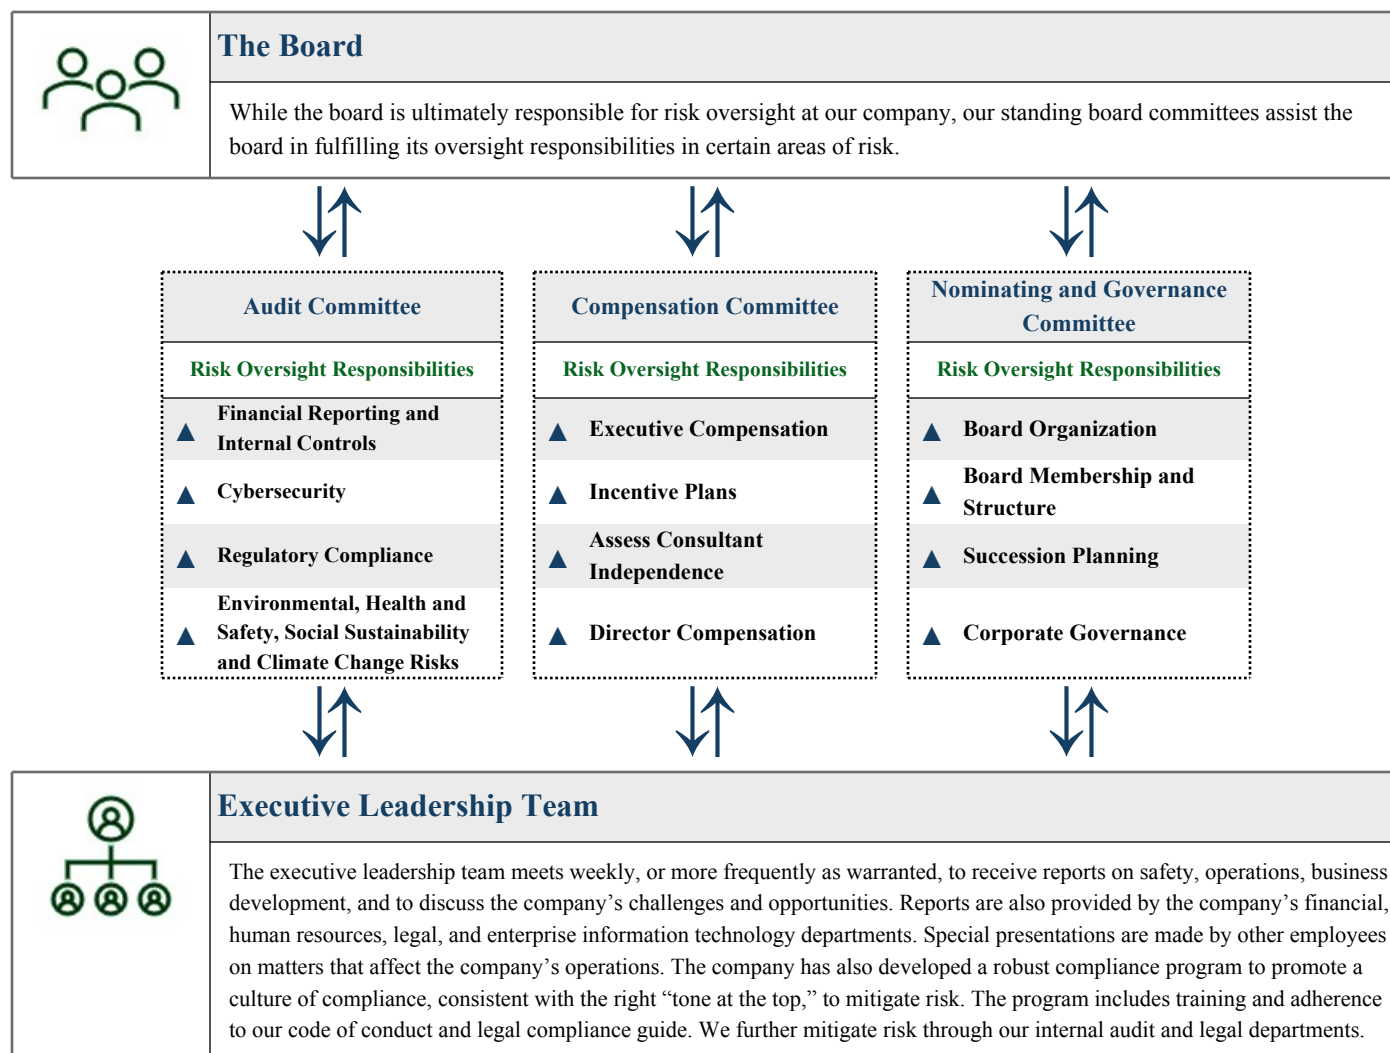 The Board
While the board is ultimately responsible for risk oversight at our company, our standing board committees assist the
board in fulfilling its oversight responsibilities in certain areas of risk.
Audit Committee
Risk Oversight Responsibilities
▲ Financial Reporting and
Internal Controls
▲ Cybersecurity
▲ Regulatory Compliance
▲ Environmental, Health and
Safety, Social Sustainability
and Climate Change Risks
Compensation Committee
Risk Oversight Responsibilities
▲ Executive Compensation
▲ Incentive Plans
▲ Assess Consultant
Independence
▲ Director Compensation
Nominating and Governance
Committee
Risk Oversight Responsibilities
▲ Board Organization
▲ Board Membership and
Structure
▲ Succession Planning
▲ Corporate Governance
Executive Leadership Team
The executive leadership team meets weekly, or more frequently as warranted, to receive reports on safety, operations, business
development, and to discuss the company’s challenges and opportunities. Reports are also provided by the company’s financial,
human resources, legal, and enterprise information technology departments. Special presentations are made by other employees
on matters that affect the company’s operations. The company has also developed a robust compliance program to promote a
culture of compliance, consistent with the right “tone at the top,” to mitigate risk. The program includes training and adherence
to our code of conduct and legal compliance guide. We further mitigate risk through our internal audit and legal departments.